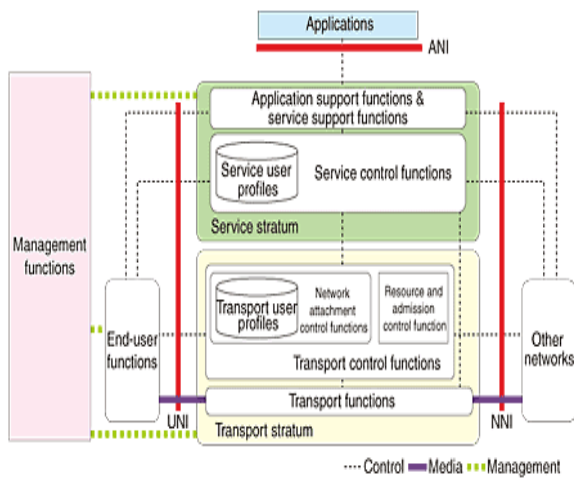 Applications
ANI
Application support functions &
service support functions
Service user
profiles
Service control functions
Service stratum
Management
functions
Transport user
profiles
Network
attachment
control functions
Resource and
admission
control function
End-user
functions
Other
networks
Transport control functions
Transport functions
UNI
NNI
Transport stratum
Control
Media
Management